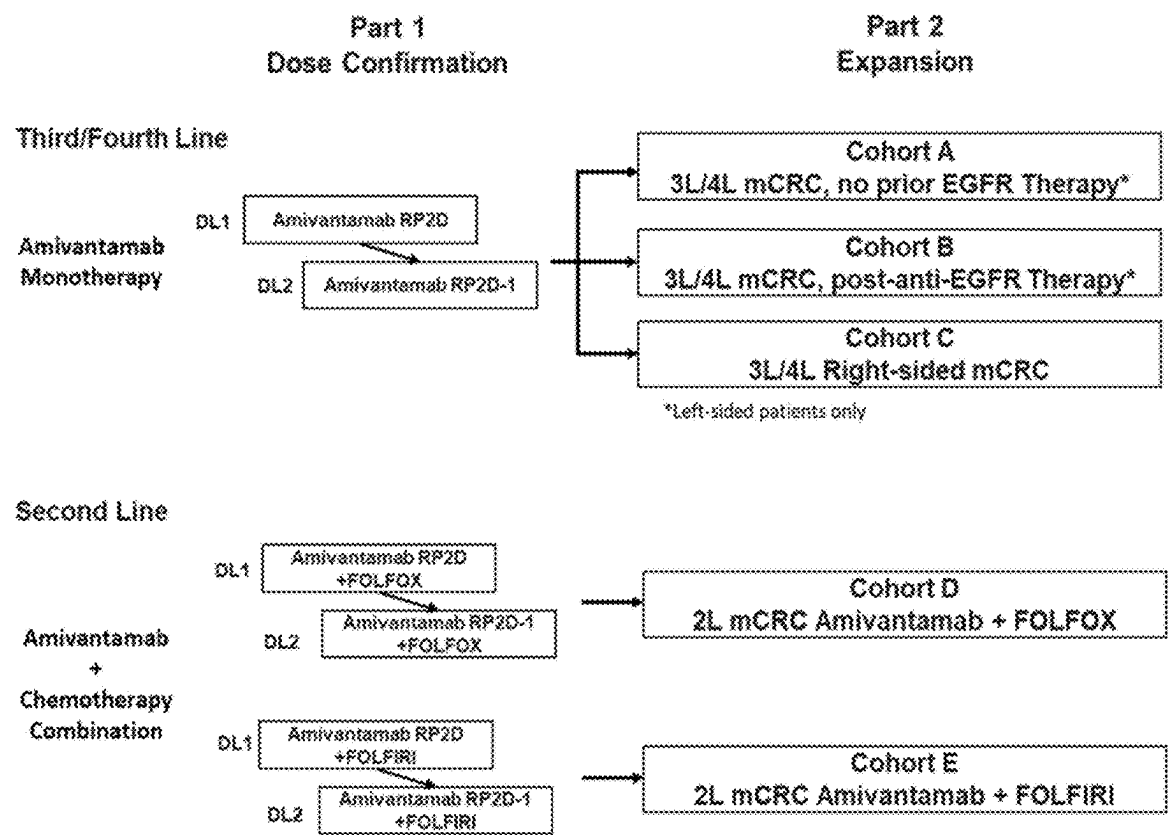 Part 1
Dose Confirmation
Part 2
Expansion
Third/Fourth Line
Amivantamab
Monotherapy
DL1
Amivantamab RP2D
DL2
Amivantamab RP2D-1
Cohort A
3L/4L mCRC, no prior EGFR Therapy*
Cohort B
3L/4L mCRC, post-anti-EGFR Therapy*
Cohort C
3L/4L Right-sided mCRC
*Left-sided patients only
Second Line
Amivantamab
+
Chemotherapy
Combination
DL1
Amivantamab RP2D
+FOLFOX
DL2
Amivantamab RP2D-1
+FOLFOX
Cohort D
2L mCRC Amivantamab + FOLFOX
DL1
Amivantamab RP2D
+FOLFIRI
DL2
Amivantamab RP2D-1
+FOLFIRI
Cohort E
2L mCRC Amivantamab + FOLFIRI